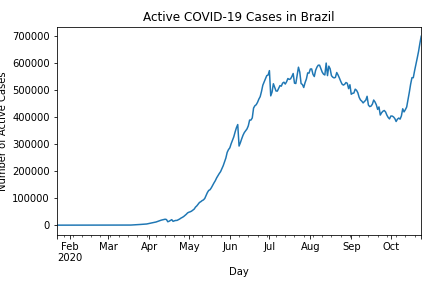 Active COVID-19 Cases in Brazil
Number of Active Cases
700000
600000
500000
400000
300000
200000
100000
0
Feb Mar Apr May Jun Jul Aug Sep Oct
2020
Day